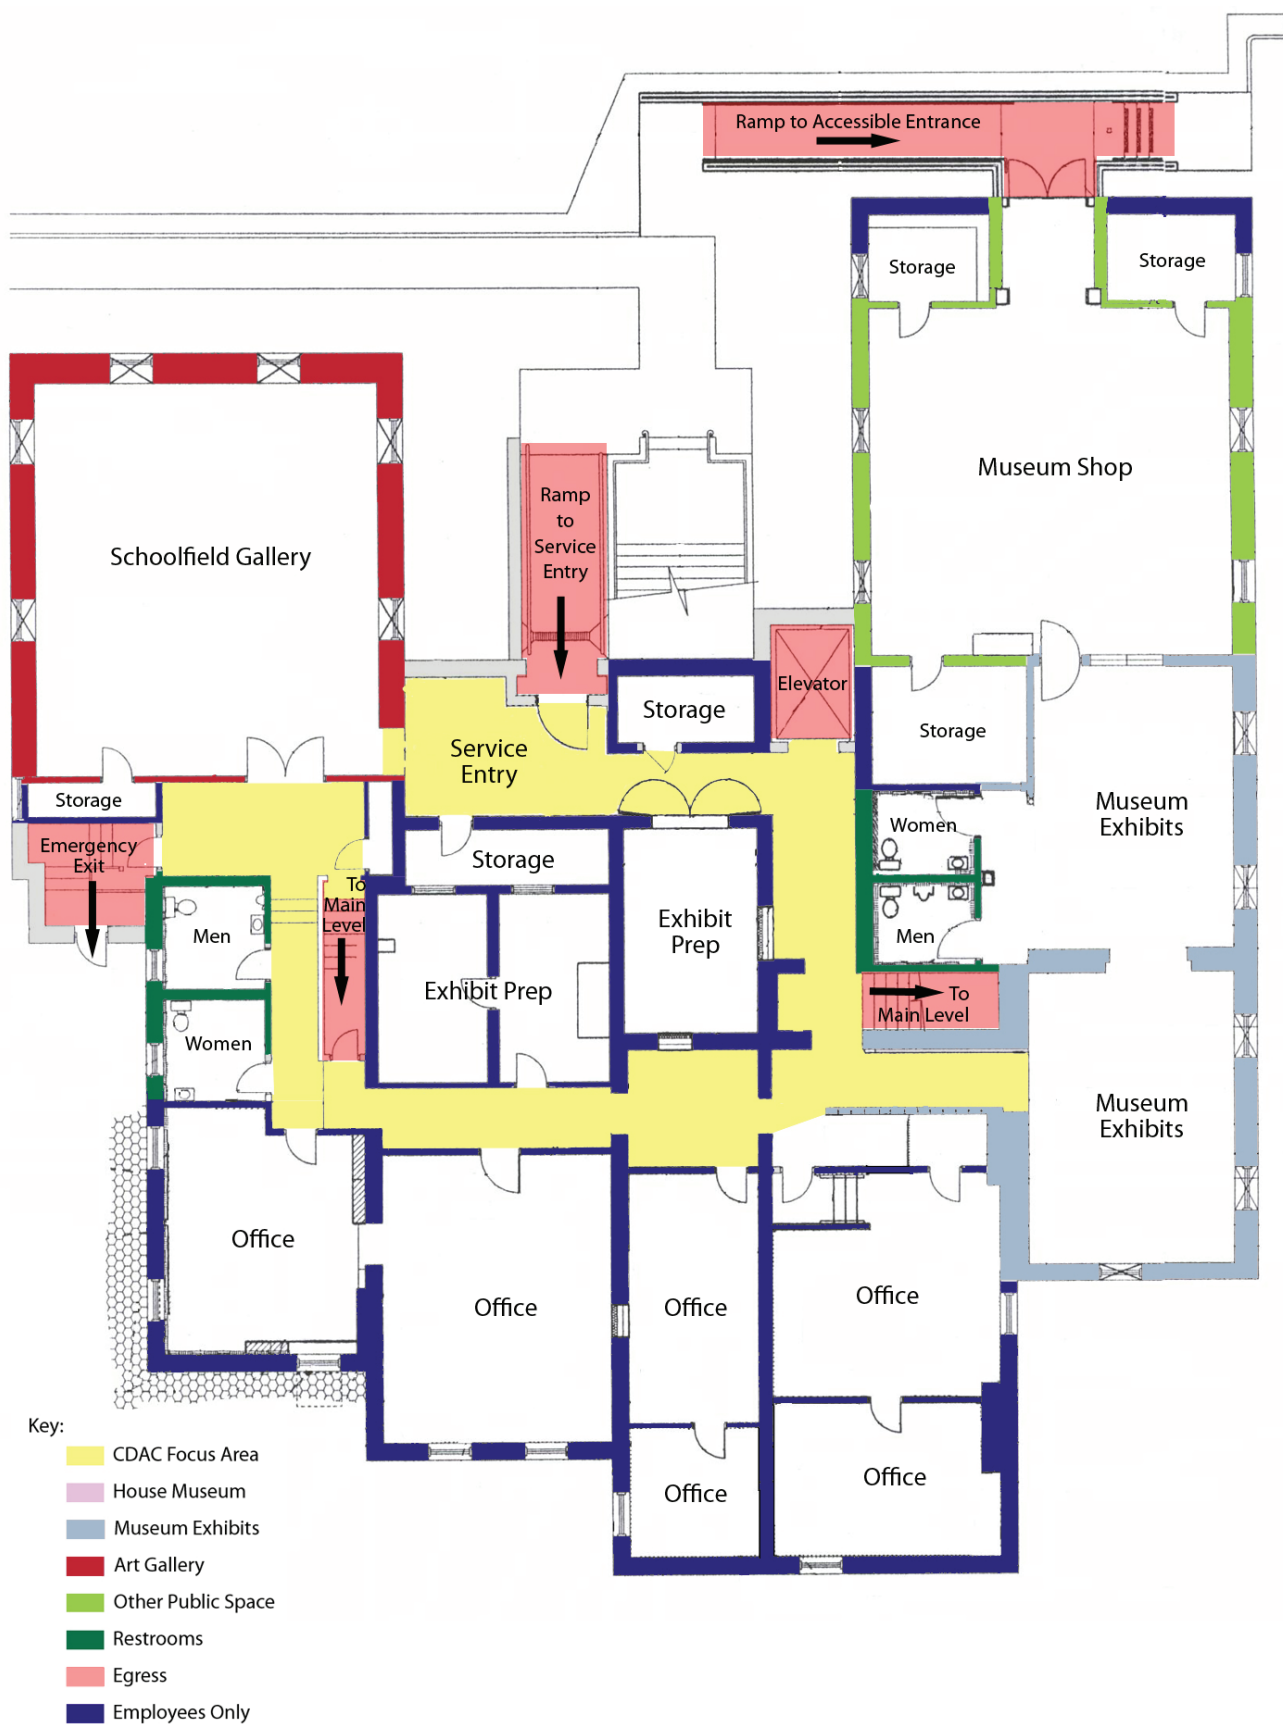 Ramp to Accessible Entrance
Storage
Storage
Museum Shop
Ramp
to
Service
Entry
Schoolfield Gallery
Elevator
Storage
Storage
Service
Entry
Storage
Museum
Exhibits
Women
Emergency
Exit
Storage
To
Main
Level
Exhibit
Prep
Men
Men
Exhibit Prep
To
Main Level
Women
Museum
Exhibits
Office
Office
Office
Office
Office
Office
Key:
CDAC Focus Area
House Museum
Museum Exhibits
Art Gallery
Other Public Space
Restrooms
Egress
Employees Only